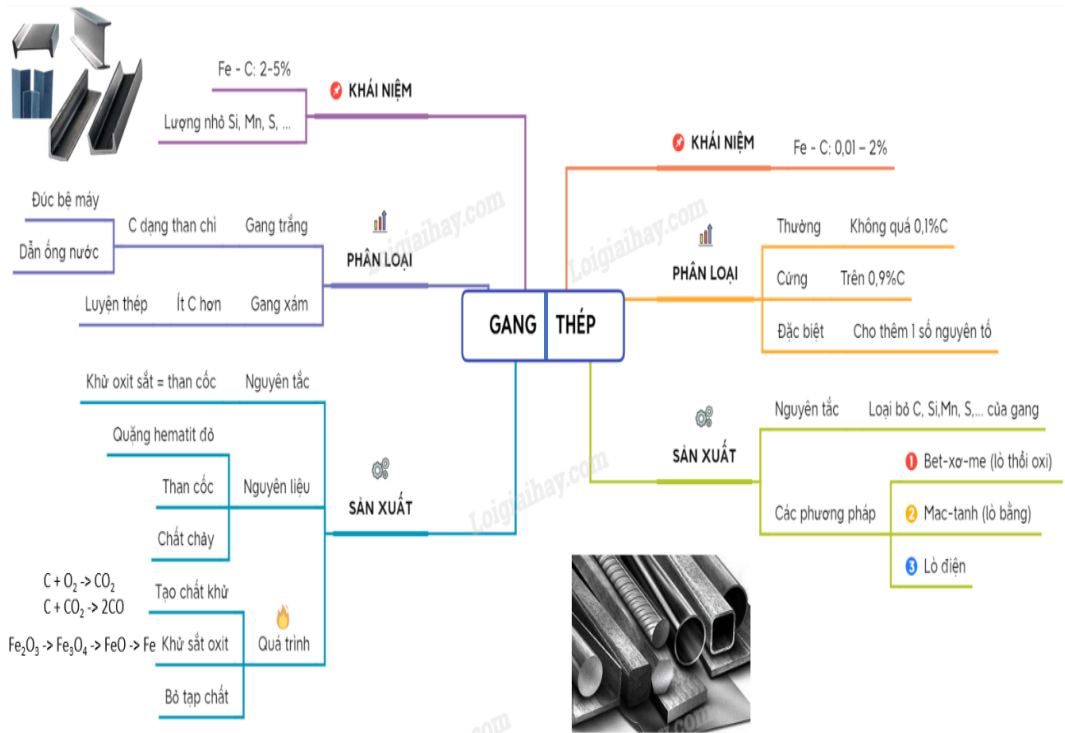 GANG
THÉP
KHÁI NIỆM
Fe - C: 2-5%
Lượng nhỏ Si, Mn, S, ...
PHÂN LOẠI
Gang trắng
C dạng than chì
Đúc bệ máy
Dẫn ống nước
Gang xám
Ít C hơn
Luyện thép
SẢN XUẤT
Nguyên tắc
Khử oxit sắt = than cốc
Nguyên liệu
Quặng hematit đỏ
Than cốc
Chất chảy
Quá trình
Tạo chất khử
C + O₂ -> CO₂
C + CO₂ -> 2CO
Khử sắt oxit
Fe₂O₃ -> Fe₃O₄ -> FeO -> Fe
Bỏ tạp chất
KHÁI NIỆM
Fe - C: 0,01 – 2%
PHÂN LOẠI
Thường
Không quá 0,1%C
Cứng
Trên 0,9%C
Đặc biệt
Cho thêm 1 số nguyên tố
SẢN XUẤT
Nguyên tắc
Loại bỏ C, Si,Mn, S,... của gang
Các phương pháp
1 Bet-xơ-me (lò thổi oxi)
2 Mac-tanh (lò bằng)
3 Lò điện
Loigiaihay.com
Loigiaihay.com
Loigiaihay.com